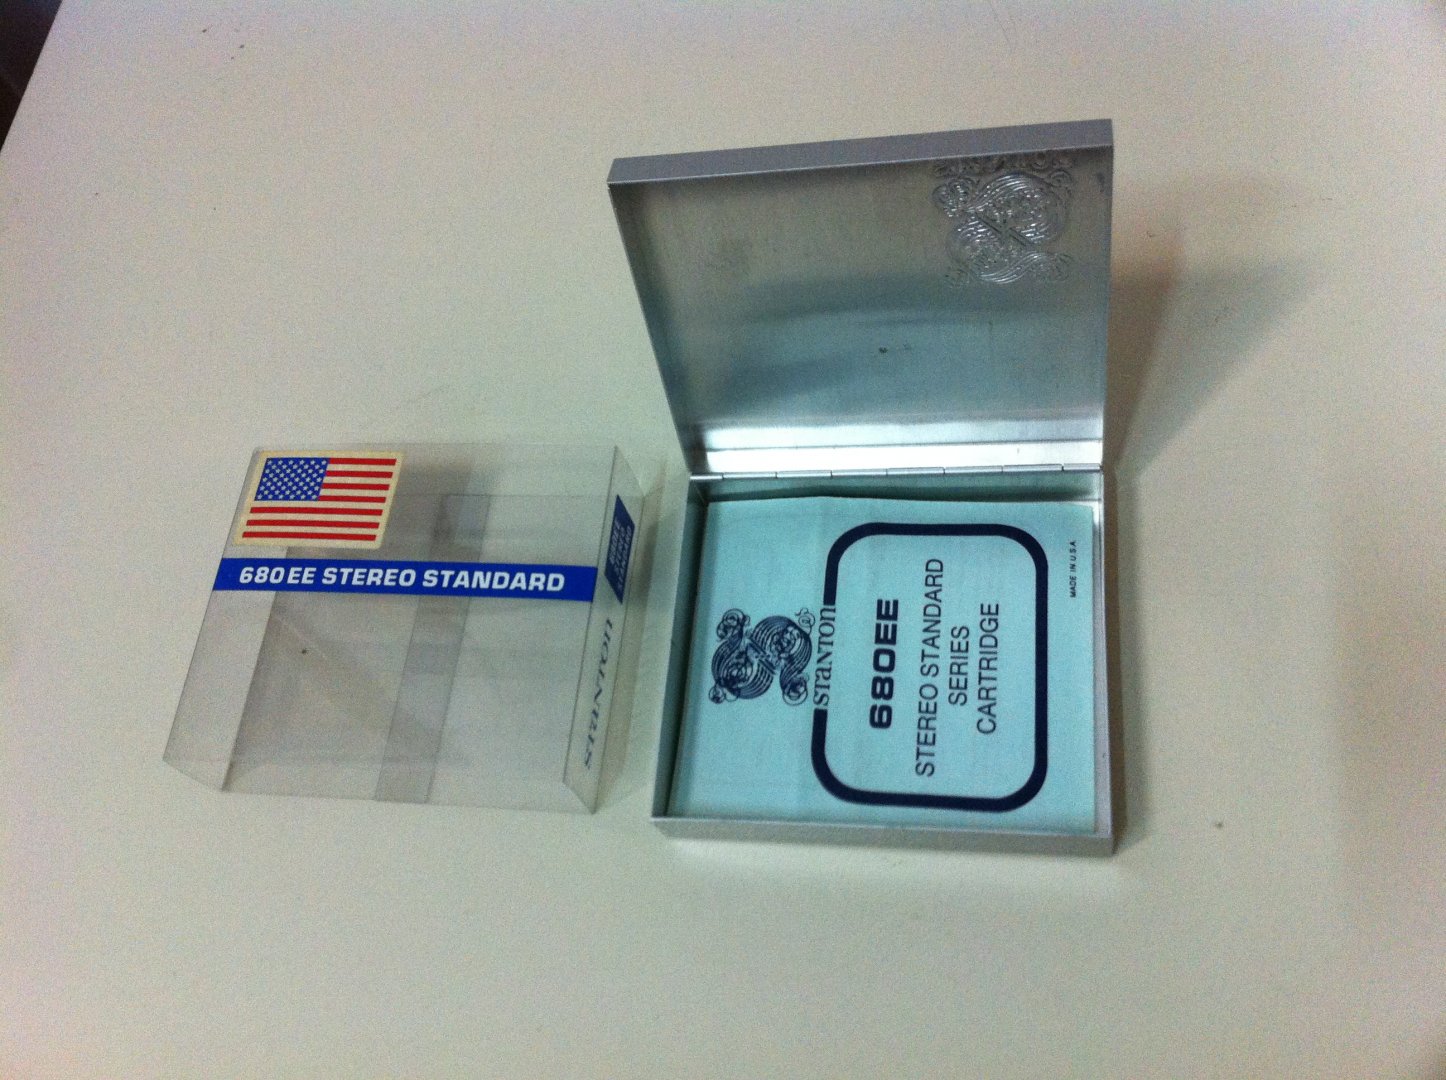 680EE STEREO STANDARD
STANTON
STANTON
680EE
STEREO STANDARD
SERIES
CARTRIDGE
MADE IN U.S.A.